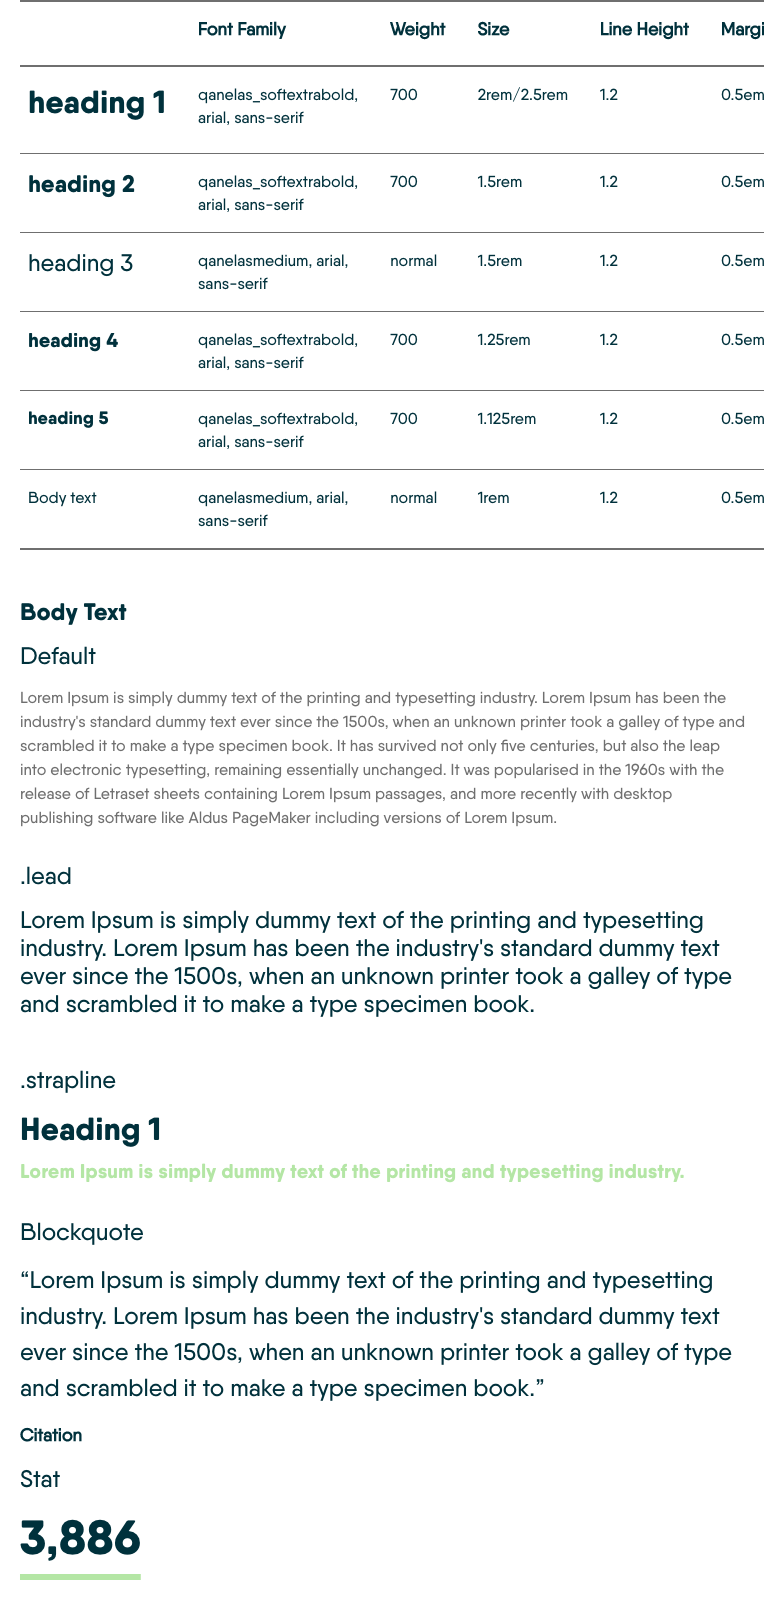 Font Family Weight Size Line Height Margi
heading 1 qanelas_softextrabold, 700 2rem/2.5rem 1.2 0.5em
arial, sans-serif
heading 2 qanelas_softextrabold, 700 1.5rem 1.2 0.5em
arial, sans-serif
heading 3 qanelasmedium, arial, normal 1.5rem 1.2 0.5em
sans-serif
heading 4 qanelas_softextrabold, 700 1.25rem 1.2 0.5em
arial, sans-serif
heading 5 qanelas_softextrabold, 700 1.125rem 1.2 0.5em
arial, sans-serif
Body text qanelasmedium, arial, normal 1rem 1.2 0.5em
sans-serif
Body Text
Default
Lorem Ipsum is simply dummy text of the printing and typesetting industry. Lorem Ipsum has been the
industry's standard dummy text ever since the 1500s, when an unknown printer took a galley of type and
scrambled it to make a type specimen book. It has survived not only five centuries, but also the leap
into electronic typesetting, remaining essentially unchanged. It was popularised in the 1960s with the
release of Letraset sheets containing Lorem Ipsum passages, and more recently with desktop
publishing software like Aldus PageMaker including versions of Lorem Ipsum.
.lead
Lorem Ipsum is simply dummy text of the printing and typesetting
industry. Lorem Ipsum has been the industry's standard dummy text
ever since the 1500s, when an unknown printer took a galley of type
and scrambled it to make a type specimen book.
.strapline
Heading 1
Lorem Ipsum is simply dummy text of the printing and typesetting industry.
Blockquote
“Lorem Ipsum is simply dummy text of the printing and typesetting
industry. Lorem Ipsum has been the industry's standard dummy text
ever since the 1500s, when an unknown printer took a galley of type
and scrambled it to make a type specimen book.”
Citation
Stat
3,886